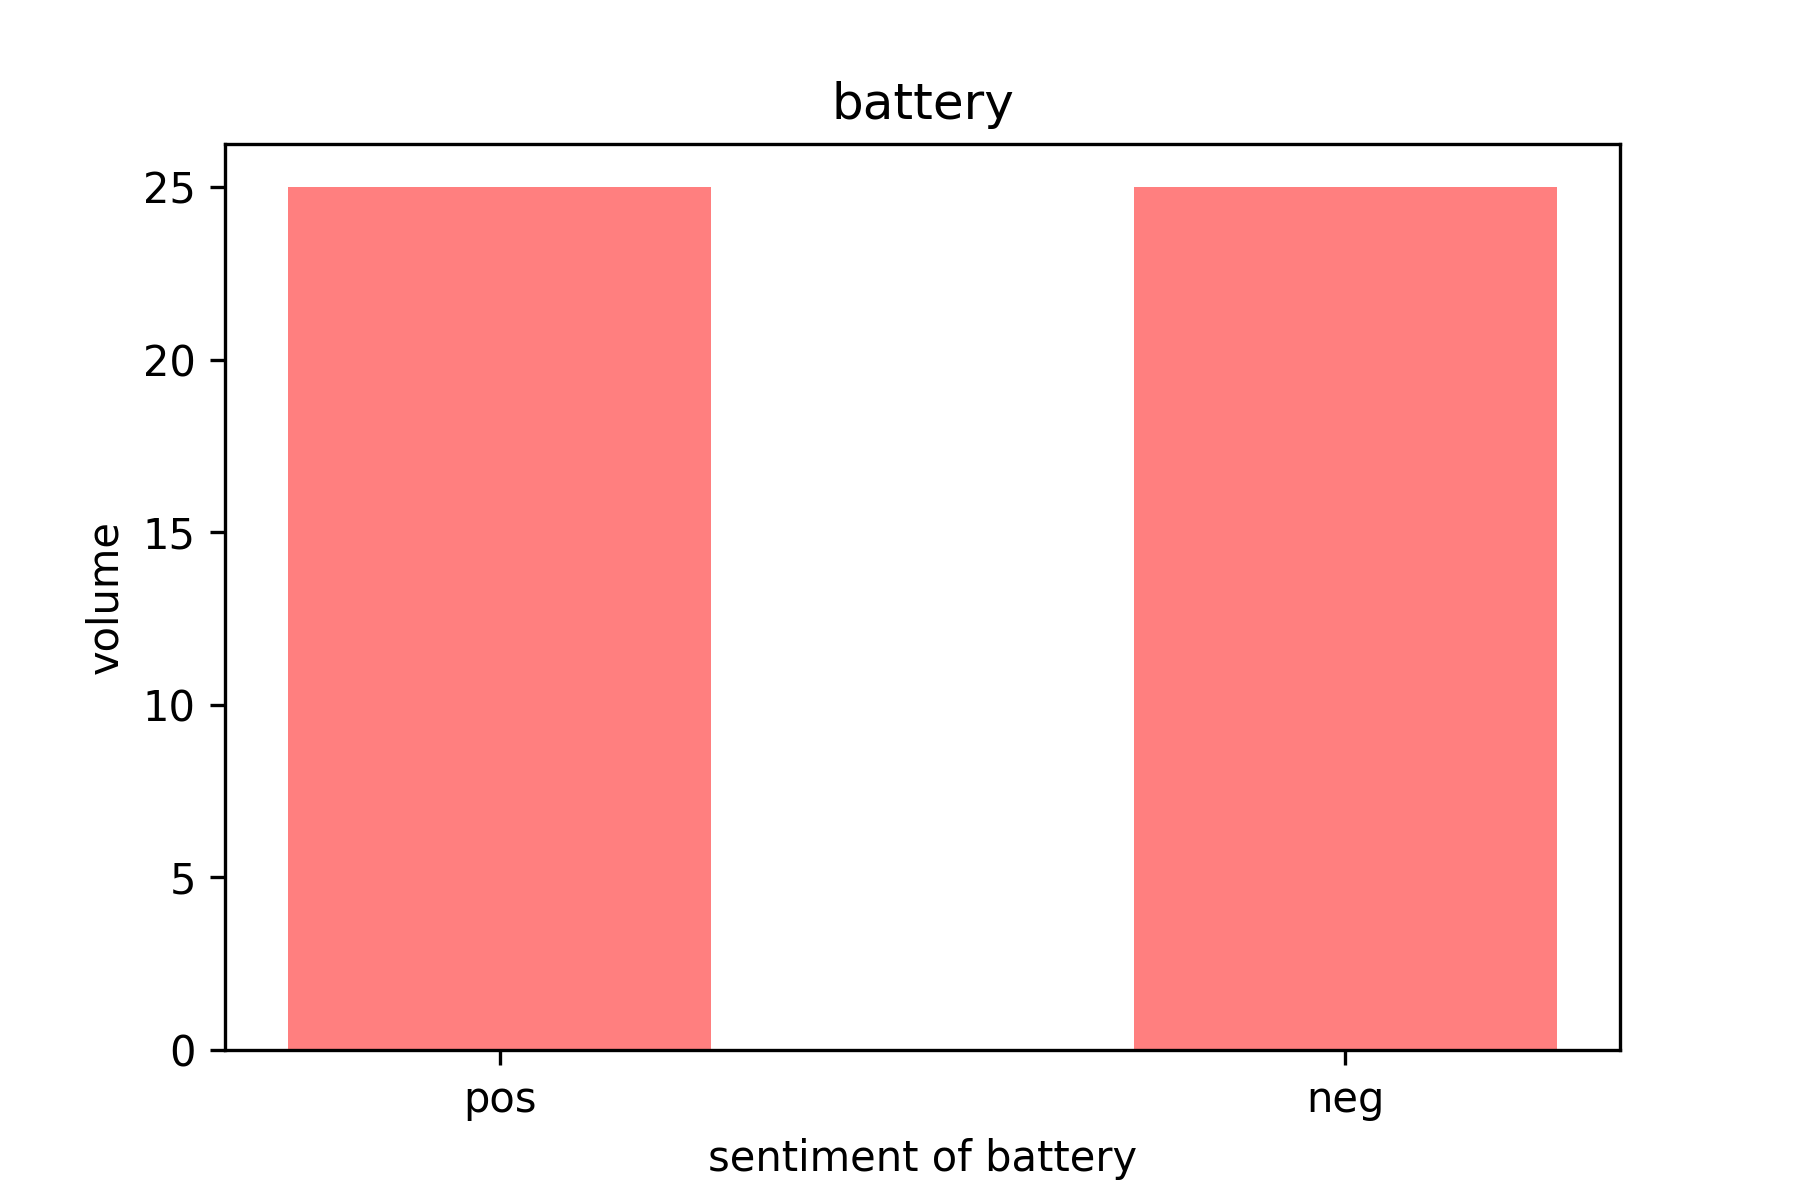 battery
25
20
15
10
5
0
volume
pos
neg
sentiment of battery